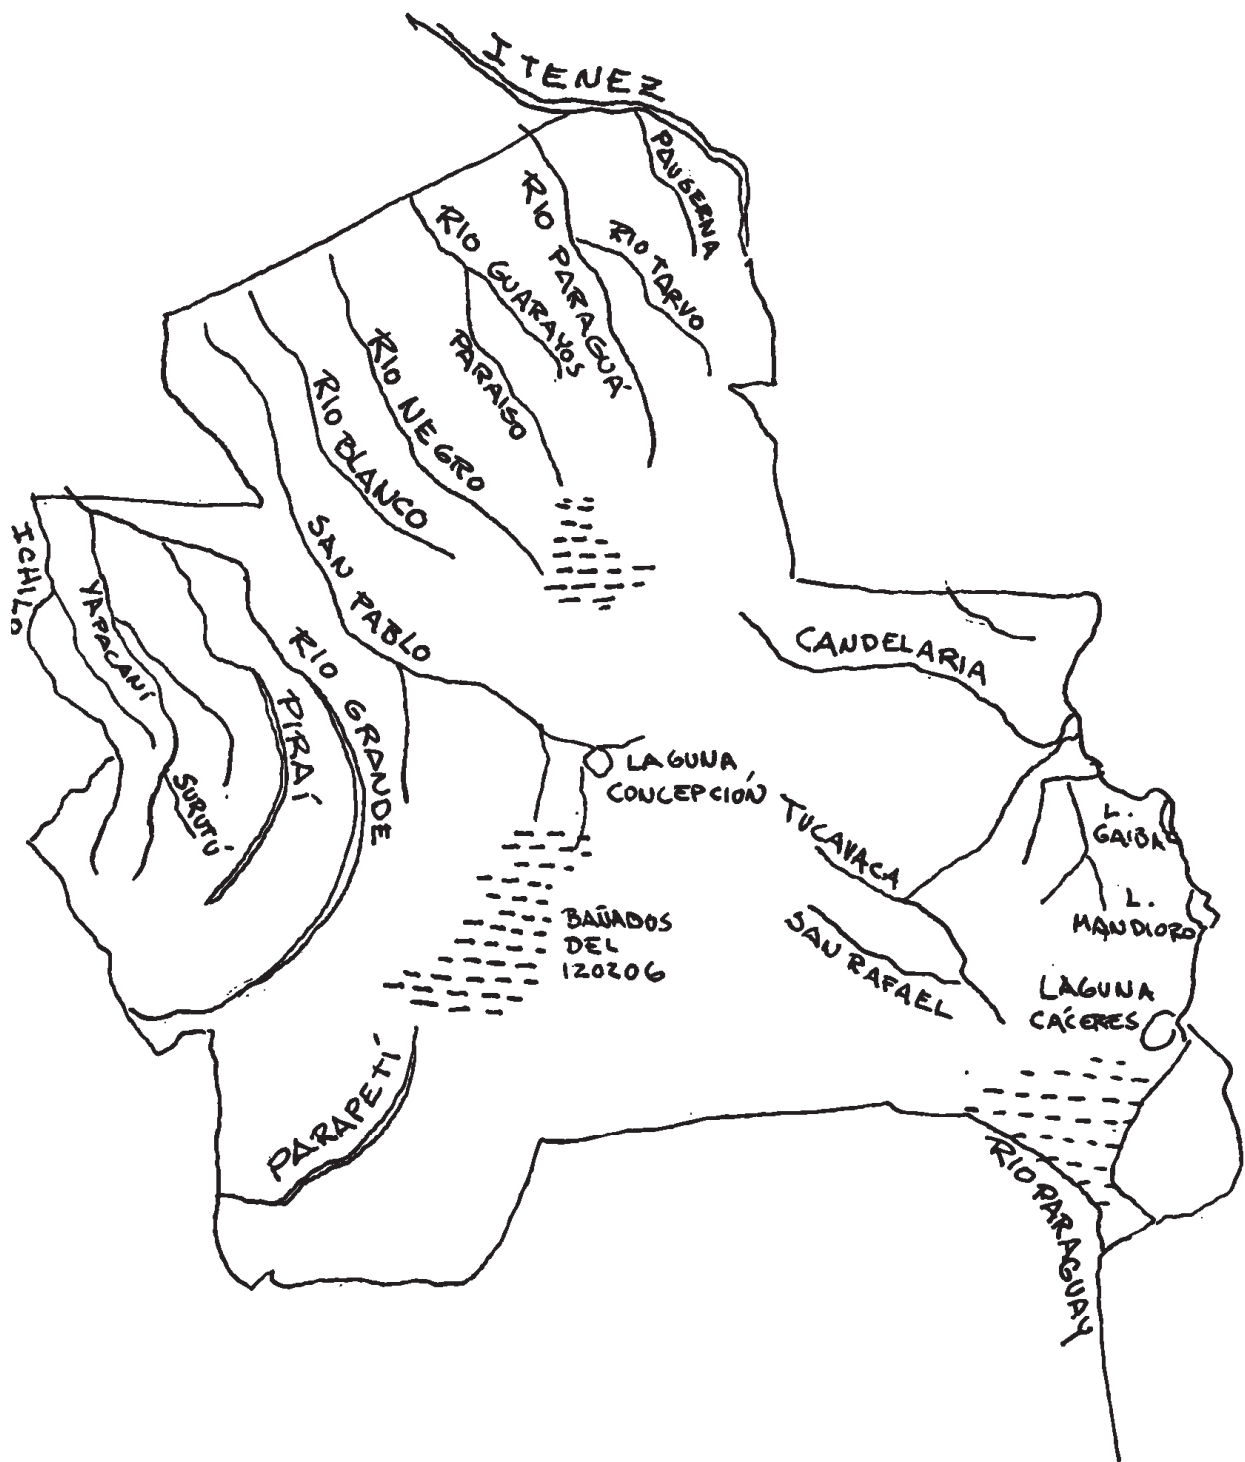 ITENEZ
PAUSERNA
RIO PARAGUÁ
RIO TARVO
RIO GUARAYOS
PARAISO
RIO NEGRO
RIO BLANCO
SAN PABLO
ICHILO
YAPACANÍ
SURUTÚ
PIRAÍ
RIO GRANDE
CANDELARIA
LAGUNA
CONCEPCIÓN
TUCAVACA
L.
GAIBA
L.
MANDIORO
SAN RAFAEL
BAÑADOS
DEL
IZOZOG
LAGUNA
CÁCERES
PARAPETÍ
RIO PARAGUAY